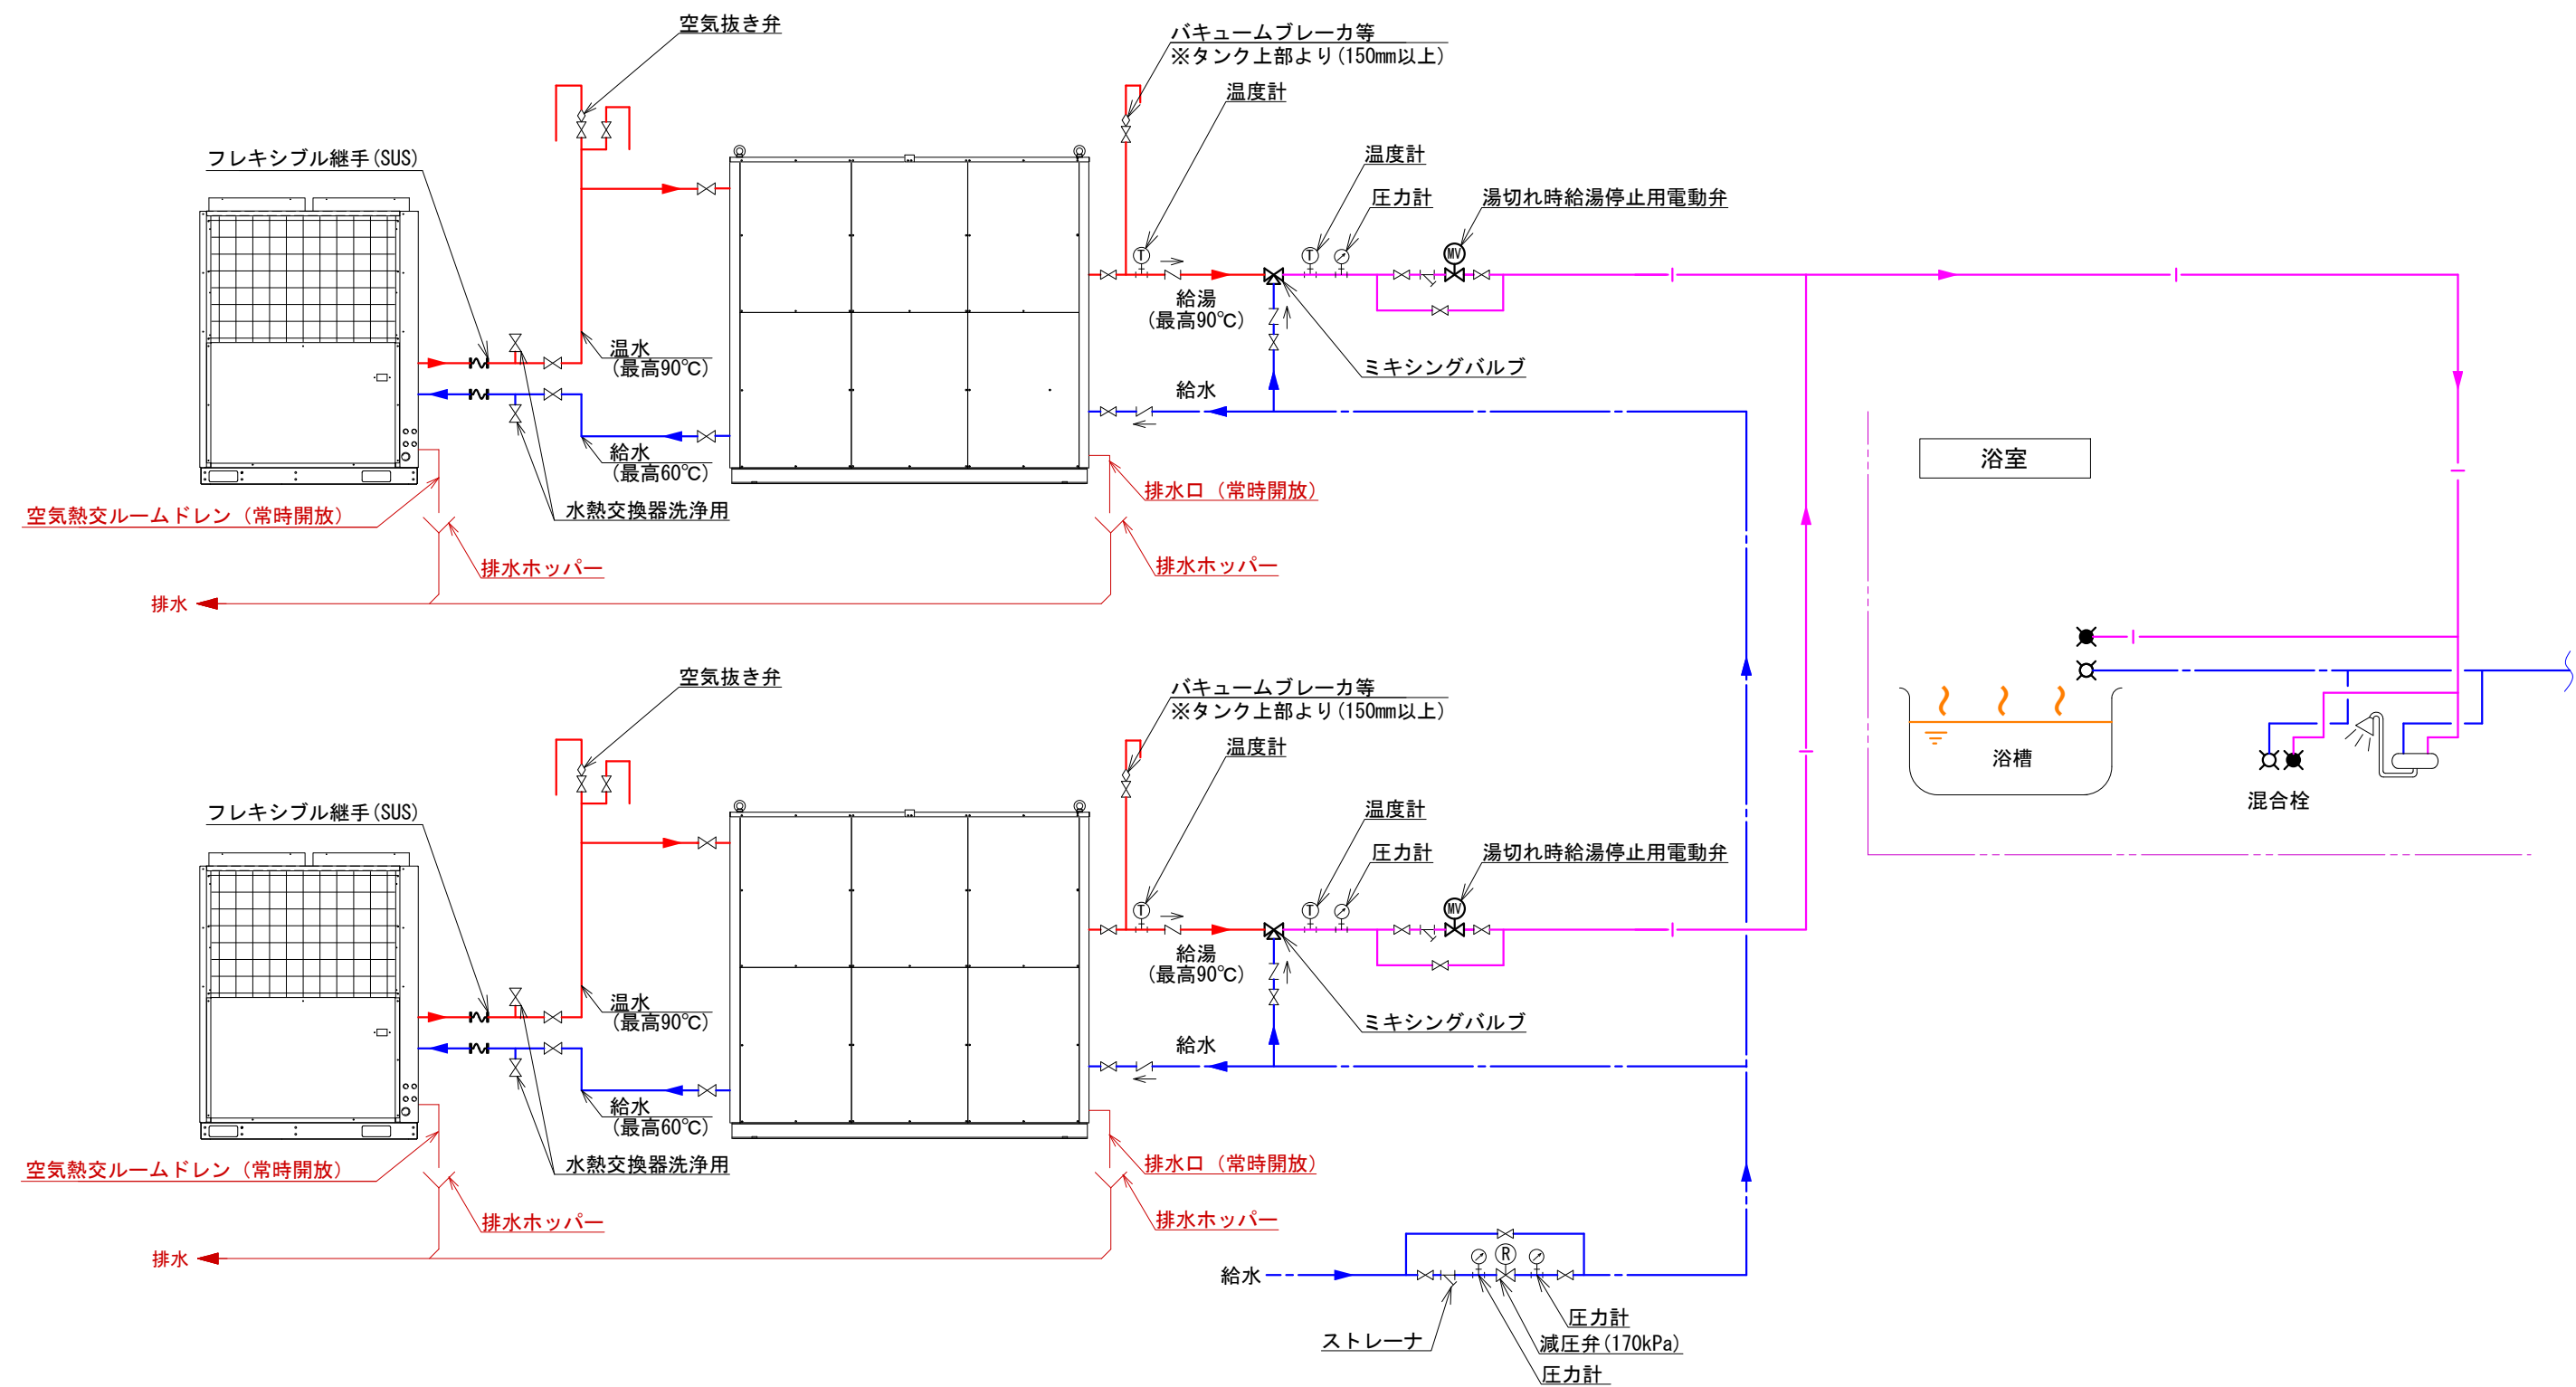 空気抜き弁
バキュームブレーカ等
※タンク上部より(150mm以上)
温度計
フレキシブル継手(SUS)
温度計
圧力計
湯切れ時給湯停止用電動弁
T
T
MV
給湯
(最高90℃)
温水
(最高90℃)
ミキシングバルブ
給水
給水
(最高60℃)
浴室
排水口(常時開放)
水熱交換器洗浄用
空気熱交ルームドレン(常時開放)
排水ホッパー
排水ホッパー
排水
空気抜き弁
バキュームブレーカ等
※タンク上部より(150mm以上)
温度計
浴槽
混合栓
フレキシブル継手(SUS)
温度計
圧力計
湯切れ時給湯停止用電動弁
T
T
MV
給湯
(最高90℃)
温水
(最高90℃)
ミキシングバルブ
給水
給水
(最高60℃)
排水口(常時開放)
水熱交換器洗浄用
空気熱交ルームドレン(常時開放)
排水ホッパー
排水ホッパー
排水
R
給水
圧力計
ストレーナ
減圧弁(170kPa)
圧力計